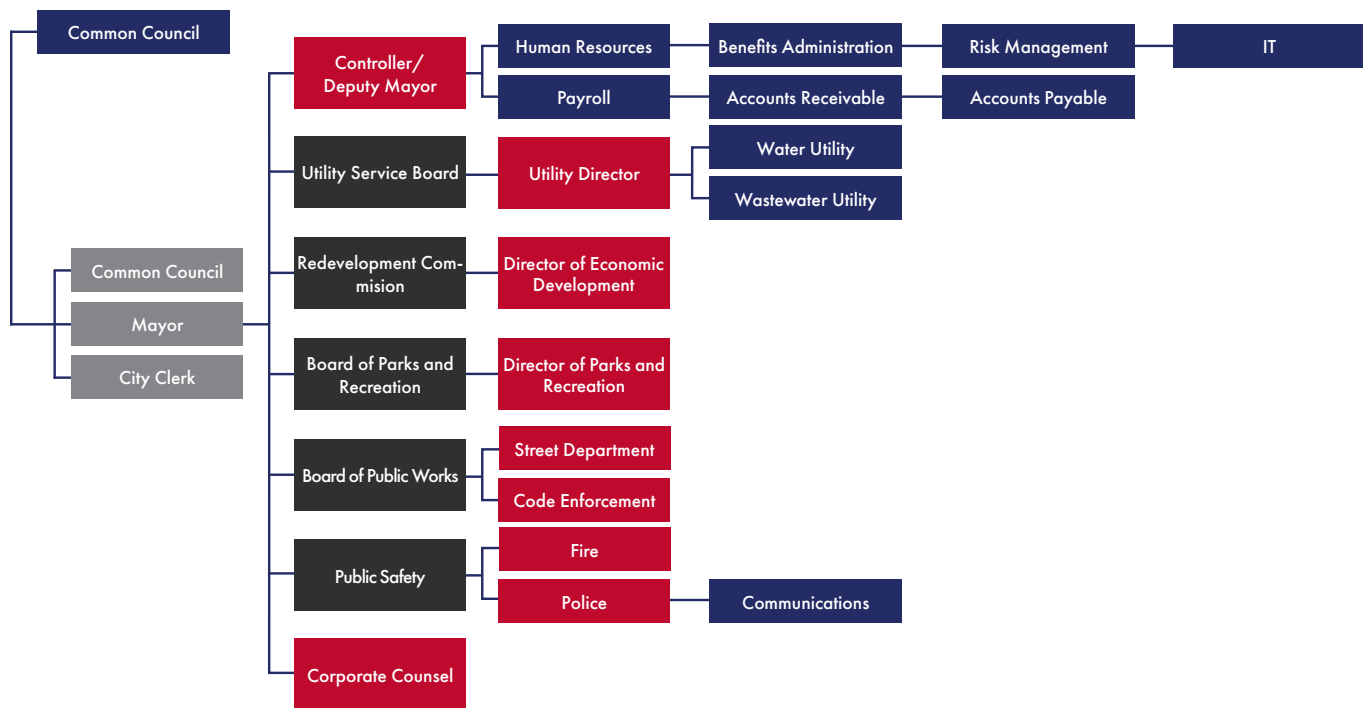 Common Council
Human Resources
Benefits Administration
Risk Management
IT
Controller/
Deputy Mayor
Payroll
Accounts Receivable
Accounts Payable
Water Utility
Utility Service Board
Utility Director
Wastewater Utility
Common Council
Redevelopment Com-
mision
Director of Economic
Development
Mayor
City Clerk
Board of Parks and
Recreation
Director of Parks and
Recreation
Street Department
Board of Public Works
Code Enforcement
Fire
Public Safety
Police
Communications
Corporate Counsel